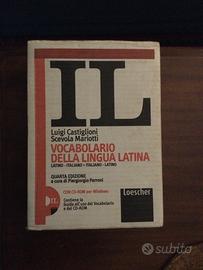 IL
Luigi Castiglioni
Scevola Mariotti
VOCABOLARIO
DELLA LINGUA LATINA
LATINO - ITALIANO • ITALIANO - LATINO
QUARTA EDIZIONE
a cura di Piergiorgio Parroni
CON CD-ROM per Windows
Contiene la
Guida all'uso del Vocabolario
e del CD-ROM
Loescher
subito